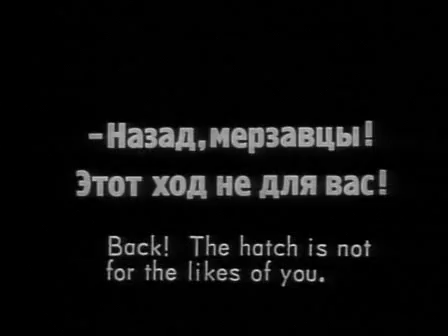 -Назад, мерзавцы!
Этот ход не для вас!
Back! The hatch is not
for the likes of you.